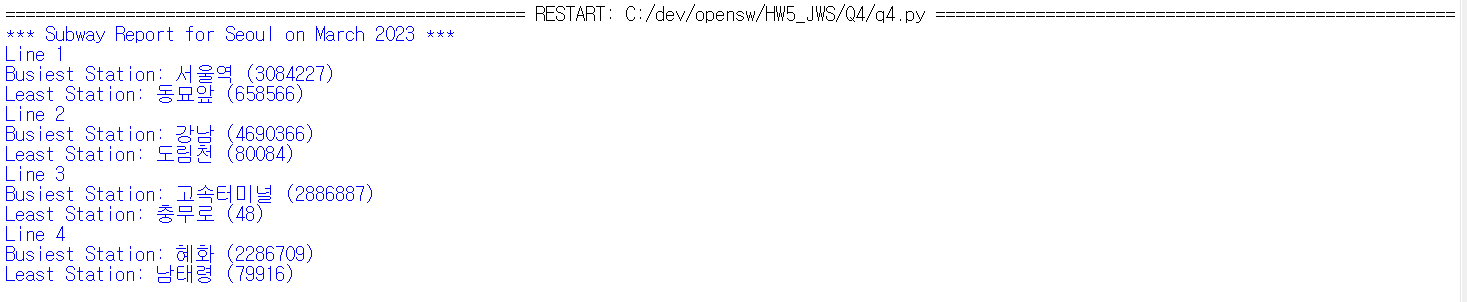 ==================================================== RESTART: C:/dev/opensw/HW5_JWS/Q4/q4.py ====================================================
*** Subway Report for Seoul on March 2023 ***
Line 1
Busiest Station: 서울역 (3084227)
Least Station: 동묘앞 (658566)
Line 2
Busiest Station: 강남 (4690366)
Least Station: 도림천 (80084)
Line 3
Busiest Station: 고속터미널 (2886887)
Least Station: 충무로 (48)
Line 4
Busiest Station: 혜화 (2286709)
Least Station: 남태령 (79916)